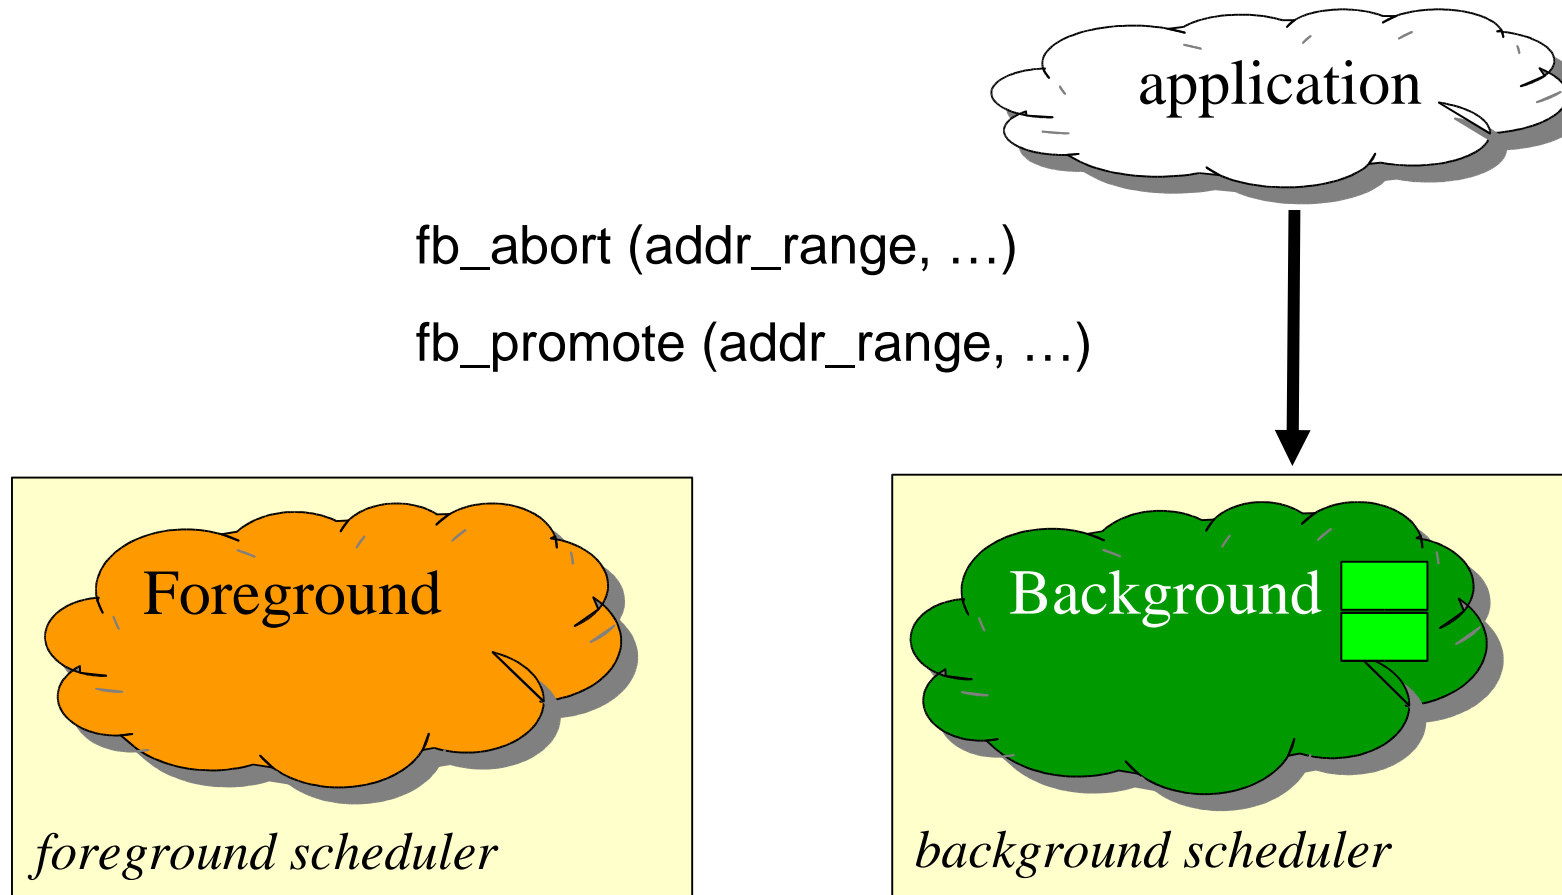 application
fb_abort (addr_range, …)
fb_promote (addr_range, …)
Foreground
Background
foreground scheduler
background scheduler